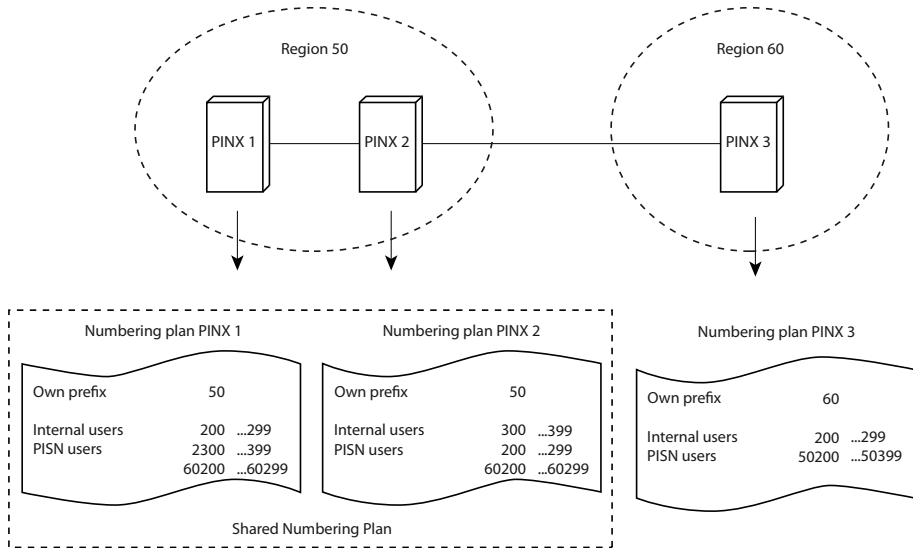 Region 50
Region 60
PINX 1
PINX 2
PINX 3
Numbering plan PINX 1
Own prefix 50
Internal users 200 ...299
PISN users 2300 ...399
60200 ...60299
Numbering plan PINX 2
Own prefix 50
Internal users 300 ...399
PISN users 200 ...299
60200 ...60299
Numbering plan PINX 3
Own prefix 60
Internal users 200 ...299
PISN users 50200 ...50399
Shared Numbering Plan